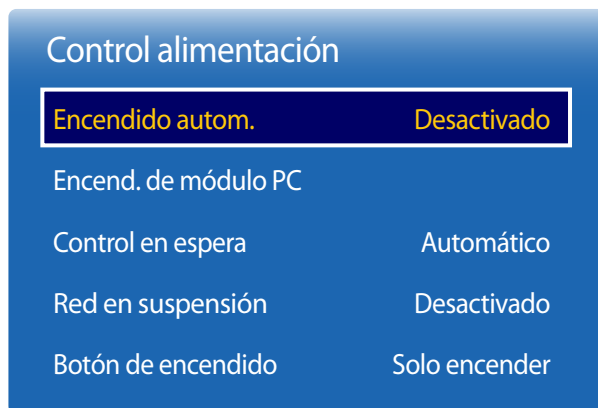 Control alimentación
Encendido autom. Desactivado
Encend. de módulo PC
Control en espera Automático
Red en suspensión Desactivado
Botón de encendido Solo encender